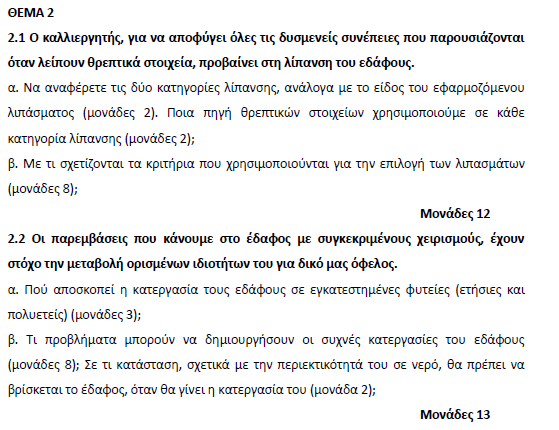 ΘΕΜΑ 2
2.1 Ο καλλιεργητής, για να αποφύγει όλες τις δυσμενείς συνέπειες που παρουσιάζονται
όταν λείπουν θρεπτικά στοιχεία, προβαίνει στη λίπανση του εδάφους.
α. Να αναφέρετε τις δύο κατηγορίες λίπανσης, ανάλογα με το είδος του εφαρμοζόμενου
λιπάσματος (μονάδες 2). Ποια πηγή θρεπτικών στοιχείων χρησιμοποιούμε σε κάθε
κατηγορία λίπανσης (μονάδες 2);
β. Με τι σχετίζονται τα κριτήρια που χρησιμοποιούνται για την επιλογή των λιπασμάτων
(μονάδες 8);
Μονάδες 12
2.2 Οι παρεμβάσεις που κάνουμε στο έδαφος με συγκεκριμένους χειρισμούς, έχουν
στόχο την μεταβολή ορισμένων ιδιοτήτων του για δικό μας όφελος.
α. Πού αποσκοπεί η κατεργασία τους εδάφους σε εγκατεστημένες φυτείες (ετήσιες και
πολυετείς) (μονάδες 3);
β. Τι προβλήματα μπορούν να δημιουργήσουν οι συχνές κατεργασίες του εδάφους
(μονάδες 8); Σε τι κατάσταση, σχετικά με την περιεκτικότητά του σε νερό, θα πρέπει να
βρίσκεται το έδαφος, όταν θα γίνει η κατεργασία του (μονάδα 2);
Μονάδες 13